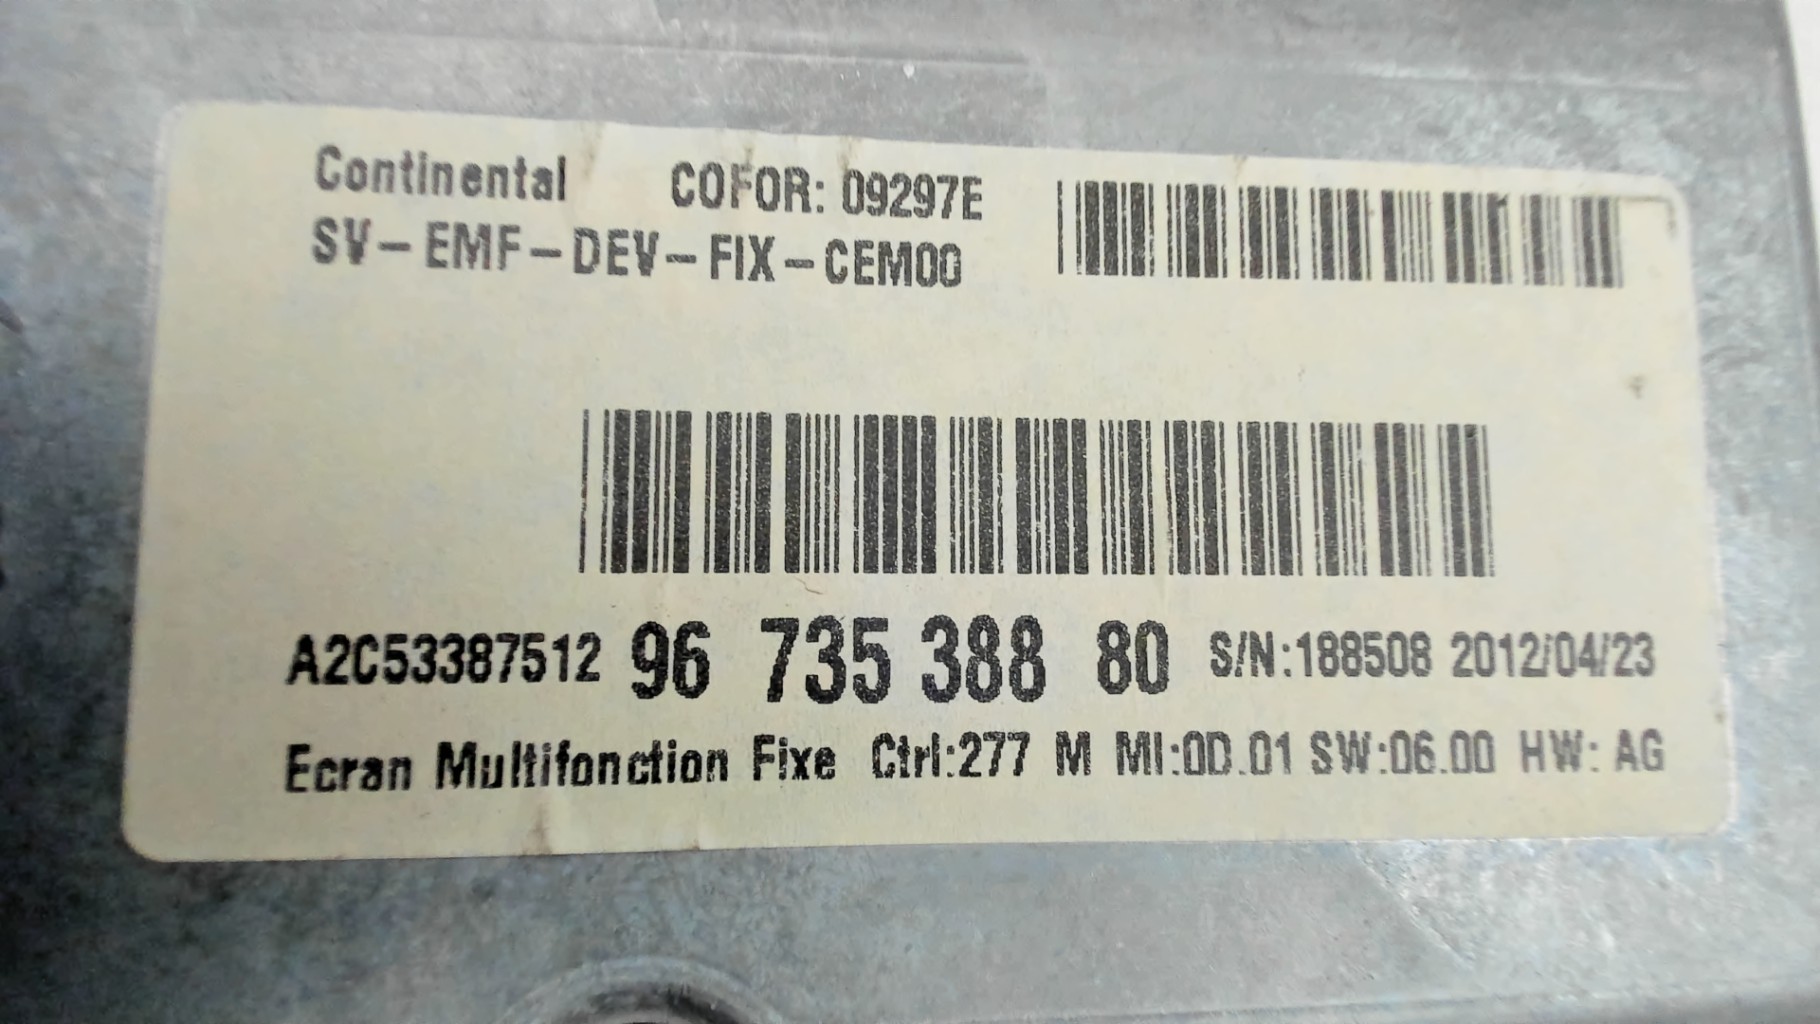 Continental COFOR: 09297E
SV-EMF-DEV-FIX-CEM00
A2C53387512 96 735 388 80 S/N:188508 2012/04/23
Ecran Multifonction Fixe Ctrl:277 M MI:0D.01 SW:06.00 HW: AG